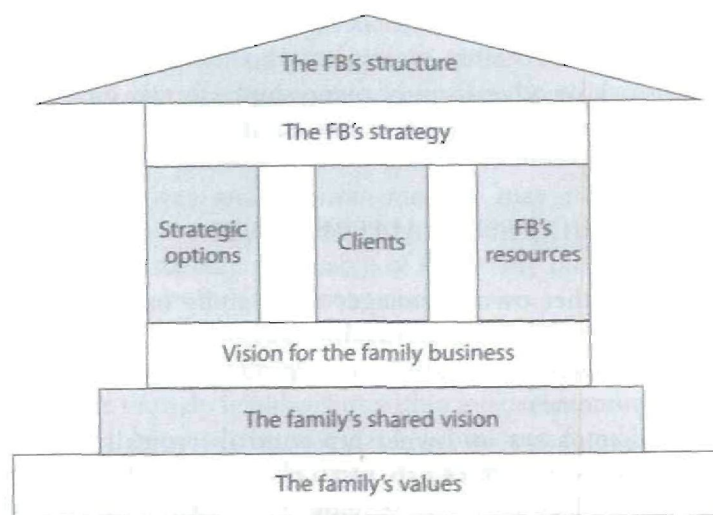 The FB's structure
The FB's strategy
Strategic
options
Clients
FB's
resources
Vision for the family business
The family's shared vision
The family's values